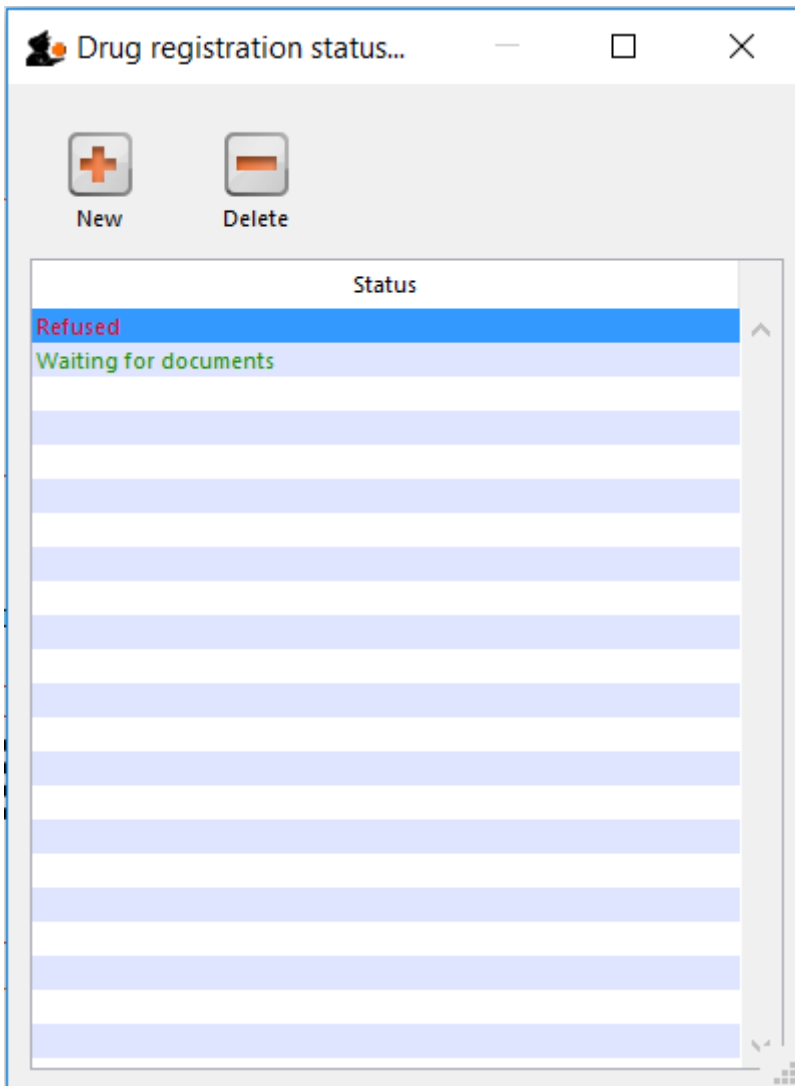 Drug registration status...
New
Delete
Status
Refused
Waiting for documents